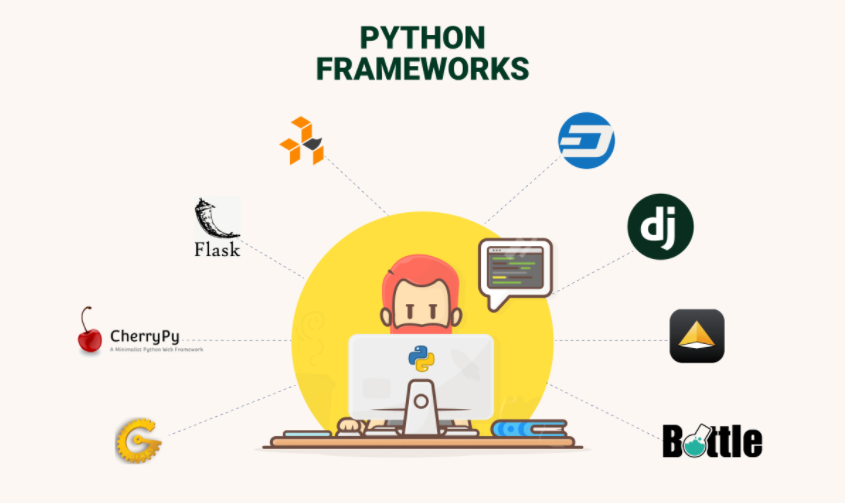 PYTHON
FRAMEWORKS
dj
Flask
CherryPy
A Minimalist Python Web Framework
Bottle